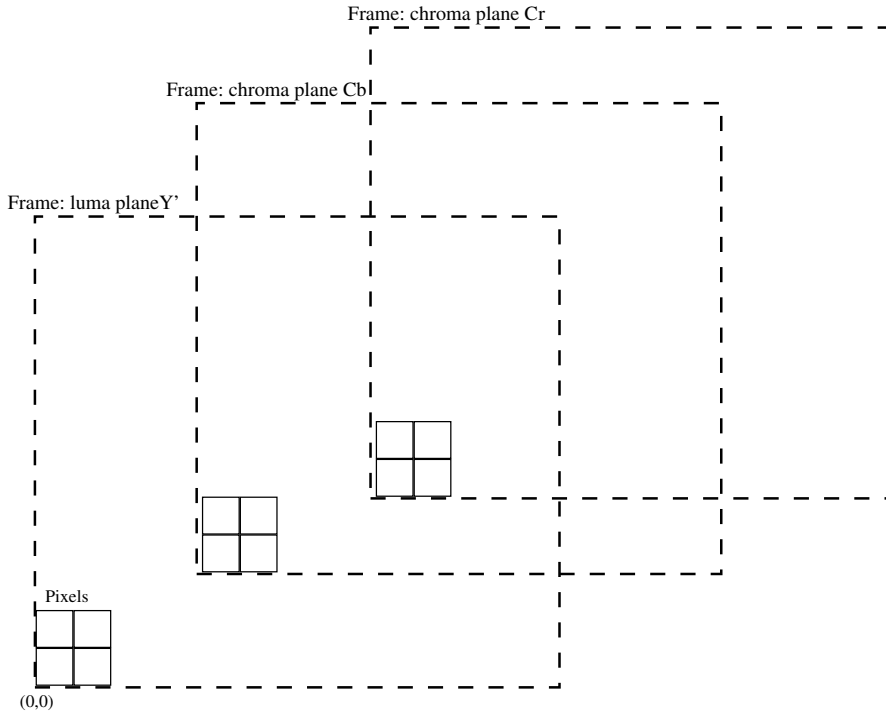 Frame: chroma plane Cr
Frame: chroma plane Cb
Frame: luma planeY'
Pixels
(0,0)